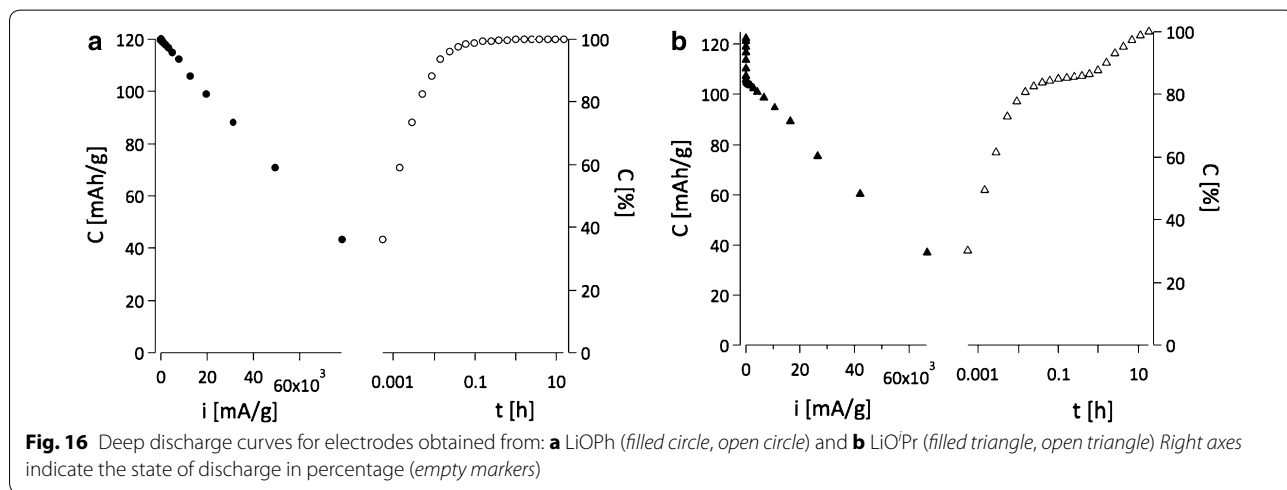 a
120
100
80
60
40
20
0
C [mAh/g]
0
20
40
60x10³
i [mA/g]
100
80
60
40
20
0
C [%]
0.001
0.1
10
t [h]
b
120
100
80
60
40
20
0
C [mAh/g]
0
20
40
60x10³
i [mA/g]
100
80
60
40
20
0
C [%]
0.001
0.1
10
t [h]
Fig. 16 Deep discharge curves for electrodes obtained from: a LiOPh (filled circle, open circle) and b LiOⁱPr (filled triangle, open triangle) Right axes
indicate the state of discharge in percentage (empty markers)